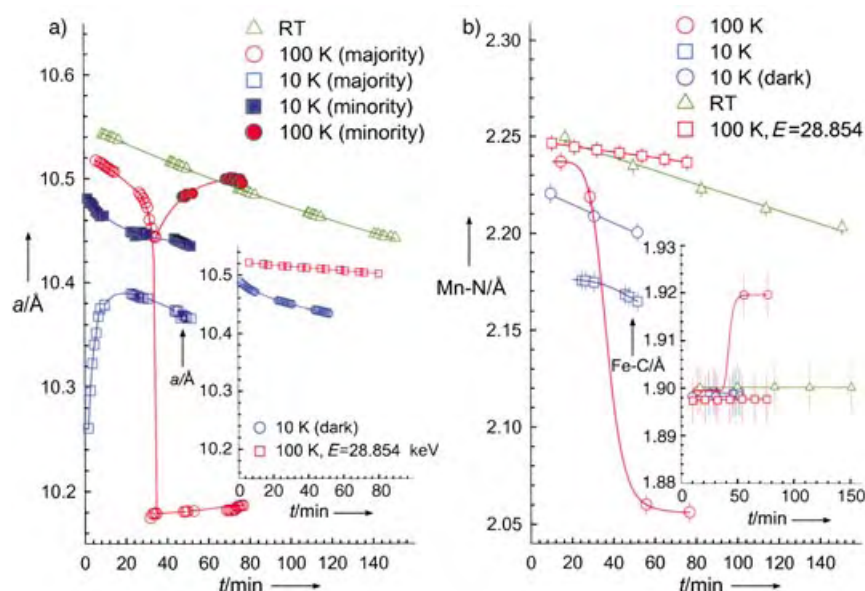 a)
RT
100 K (majority)
10 K (majority)
10 K (minority)
100 K (minority)
10.60
10.5
10.4
10.3
10.2
a/Å
0 20 40 60 80 100 120 140
t/min
10.5
10.4
10.3
10.2
a/Å
10 K (dark)
100 K, E=28.854 keV
0 20 40 60 80
t/min
b)
100 K
10 K
10 K (dark)
RT
100 K, E=28.854
2.30
2.25
2.20
2.15
2.10
2.05
Mn-N/Å
0 20 40 60 80 100 120 140
t/min
1.93
1.92
1.91
1.90
1.89
1.88
Fe-C/Å
0 50 100 150
t/min